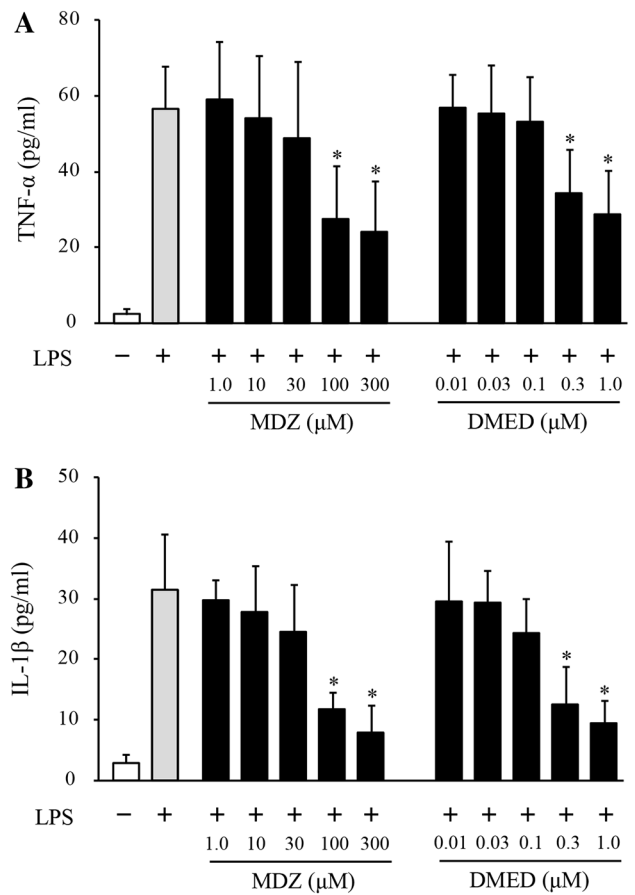 A
80
60
40
20
0
TNF-α (pg/ml)
* * * *
LPS − + + + + + + + + + + +
1.0 10 30 100 300 0.01 0.03 0.1 0.3 1.0
MDZ (μM) DMED (μM)
B
50
40
30
20
10
0
IL-1β (pg/ml)
* * * *
LPS − + + + + + + + + + + +
1.0 10 30 100 300 0.01 0.03 0.1 0.3 1.0
MDZ (μM) DMED (μM)